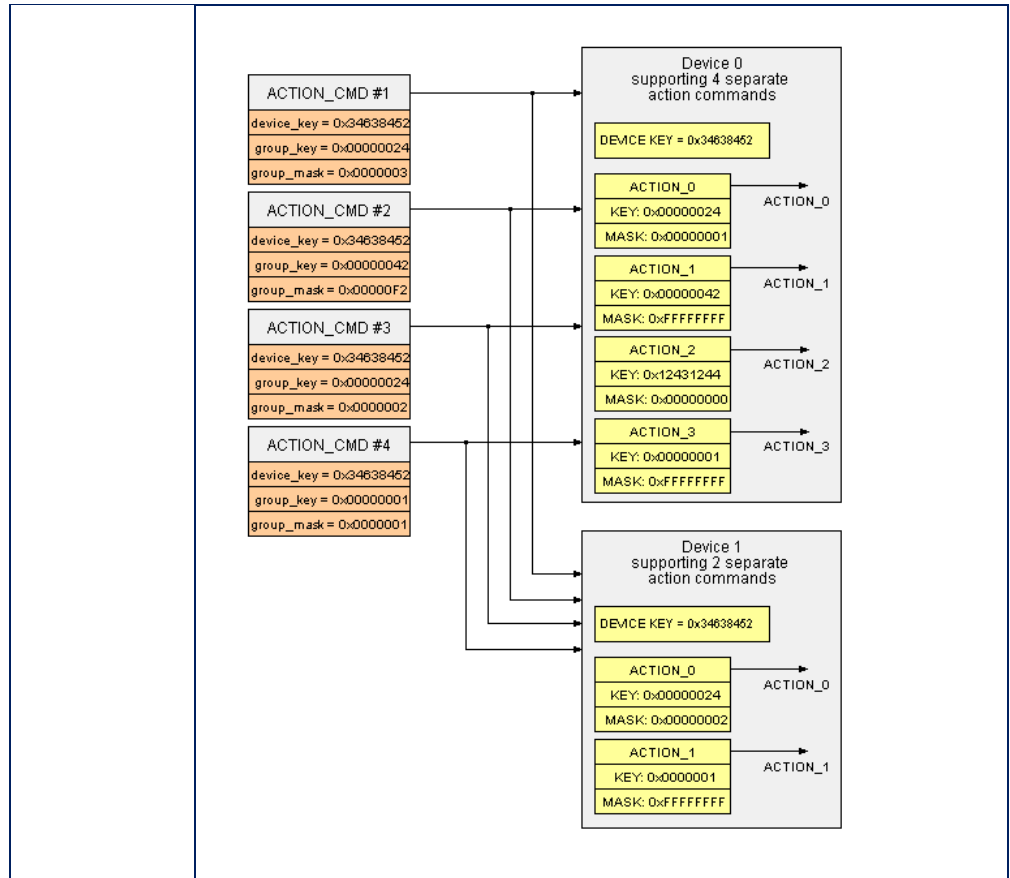 ACTION_CMD #1
device_key = 0x34638452
group_key = 0x00000024
group_mask = 0x0000003
ACTION_CMD #2
device_key = 0x34638452
group_key = 0x00000042
group_mask = 0x00000F2
ACTION_CMD #3
device_key = 0x34638452
group_key = 0x00000024
group_mask = 0x0000002
ACTION_CMD #4
device_key = 0x34638452
group_key = 0x00000001
group_mask = 0x0000001
Device 0
supporting 4 separate
action commands
DEVICE KEY = 0x34638452
ACTION_0
KEY: 0x00000024
MASK: 0x00000001
ACTION_0
ACTION_1
KEY: 0x00000042
MASK: 0xFFFFFFFF
ACTION_1
ACTION_2
KEY: 0x12431244
MASK: 0x00000000
ACTION_2
ACTION_3
KEY: 0x00000001
MASK: 0xFFFFFFFF
ACTION_3
Device 1
supporting 2 separate
action commands
DEVICE KEY = 0x34638452
ACTION_0
KEY: 0x00000024
MASK: 0x00000002
ACTION_0
ACTION_1
KEY: 0x0000001
MASK: 0xFFFFFFFF
ACTION_1